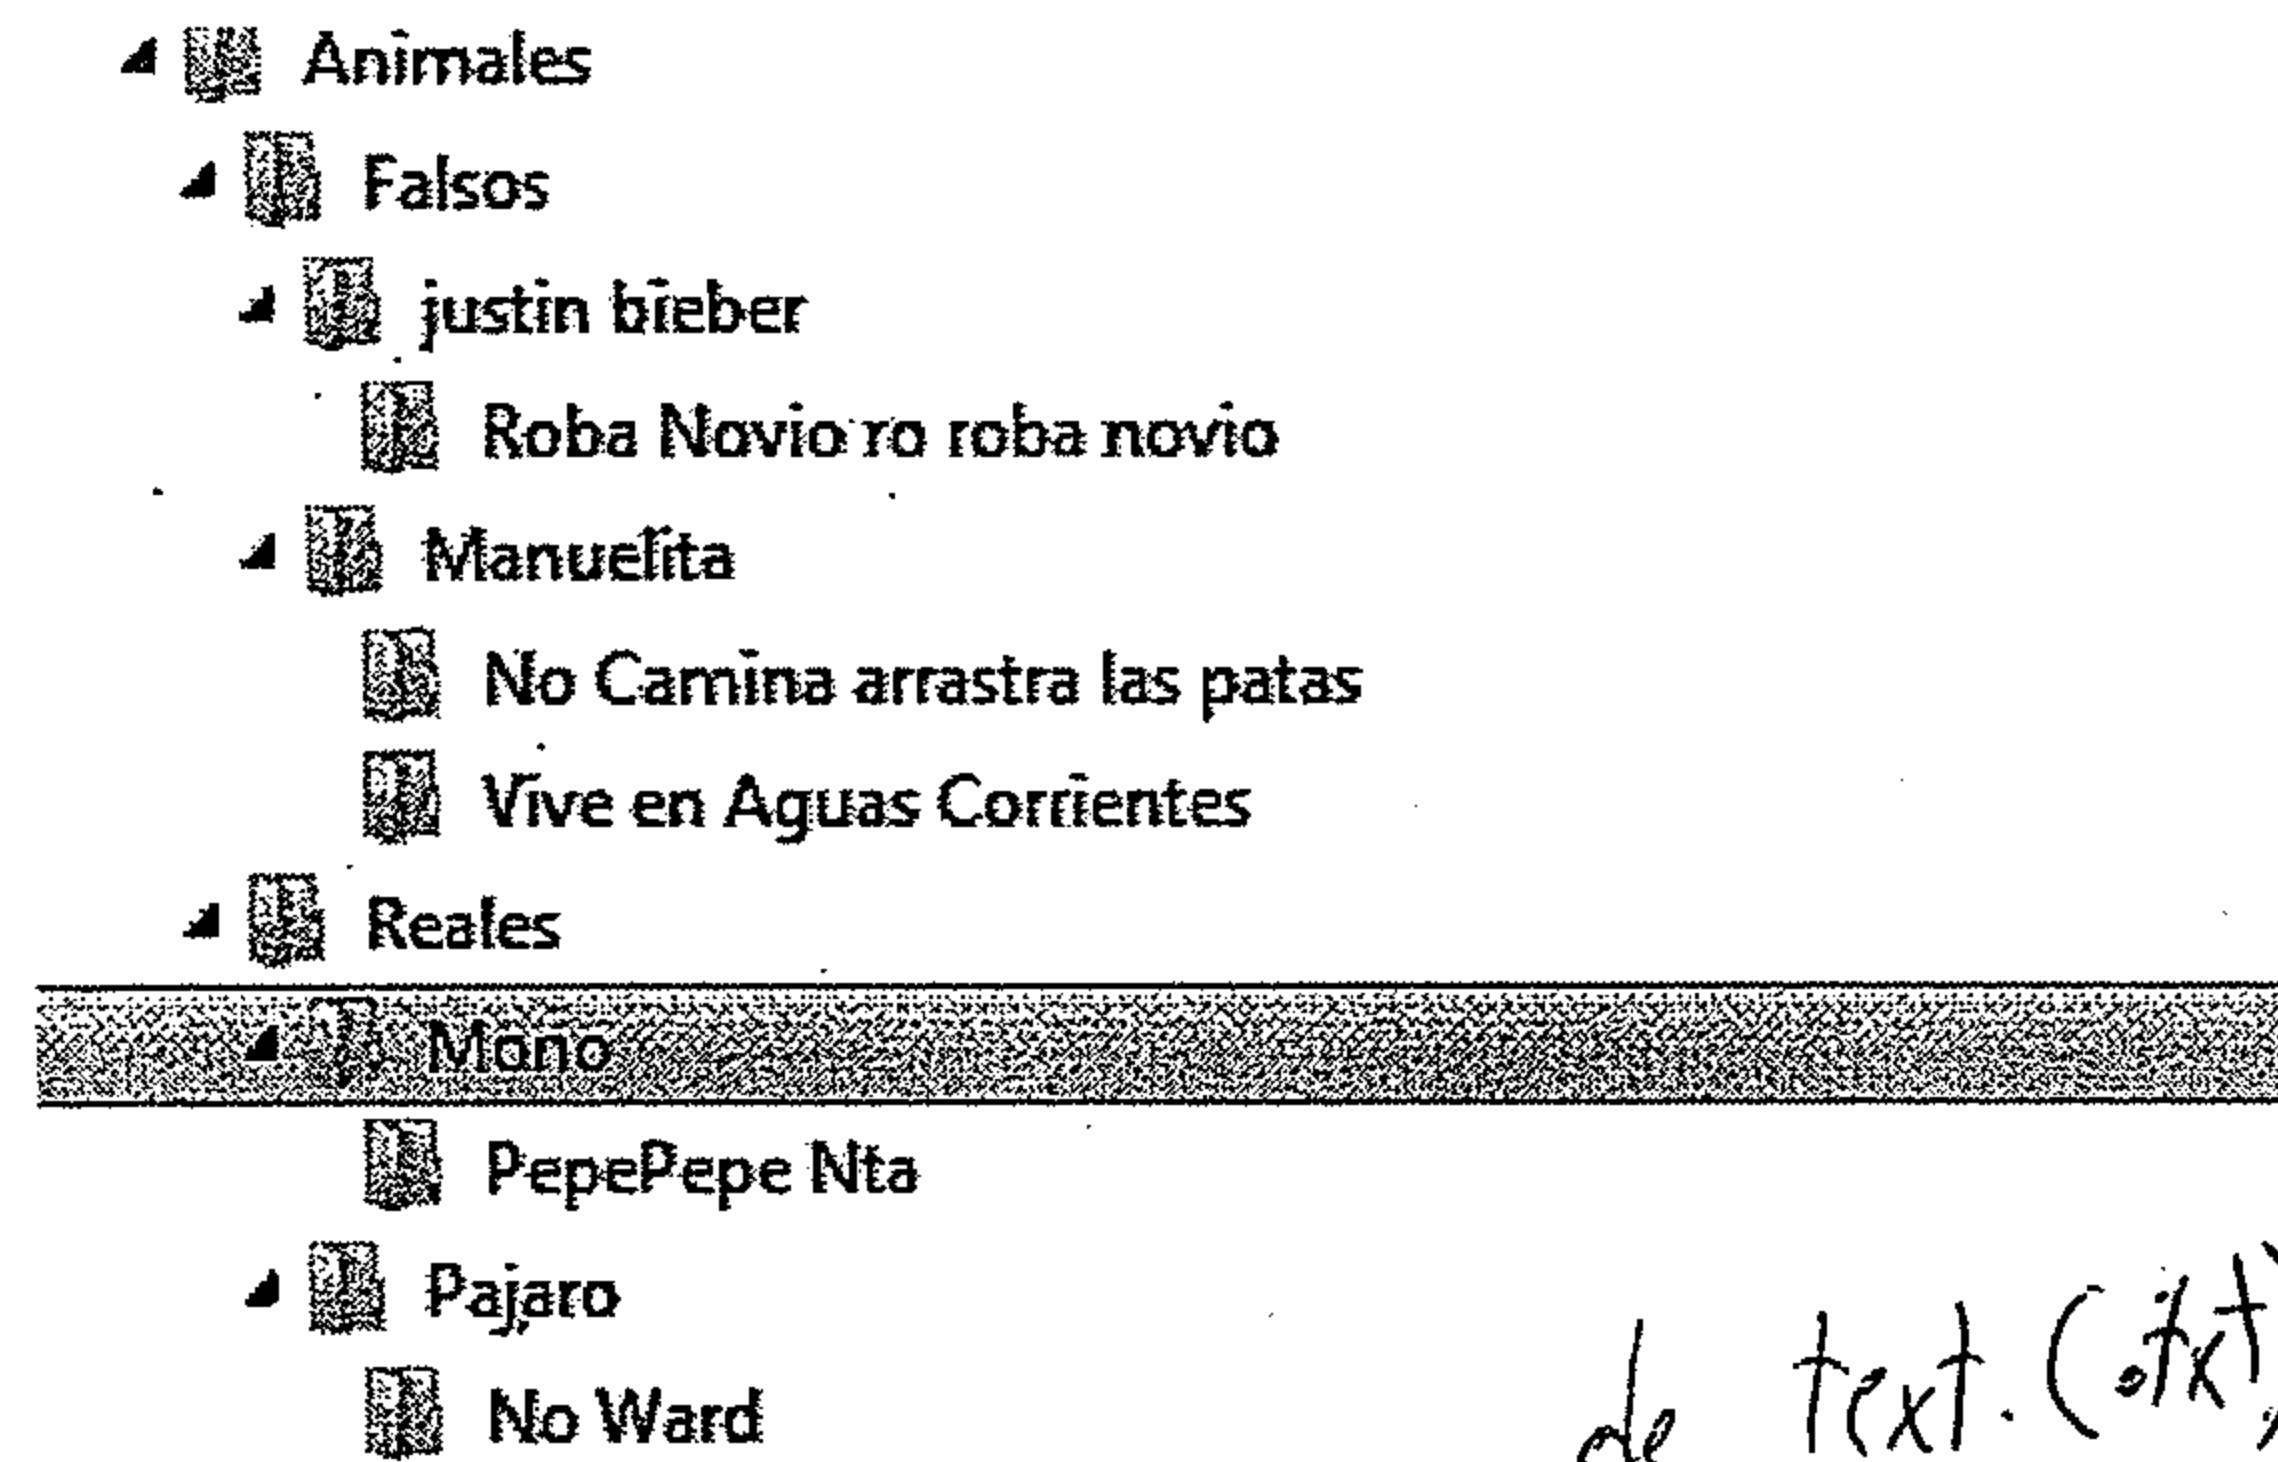 Animales
Falsos
justin bieber
Roba Novio ro roba novio
Manuelita
No Camina arrastra las patas
Vive en Aguas Corrientes
Reales
Mono
PepePepe Nta
Pajaro
No Ward
de text. (.txt)